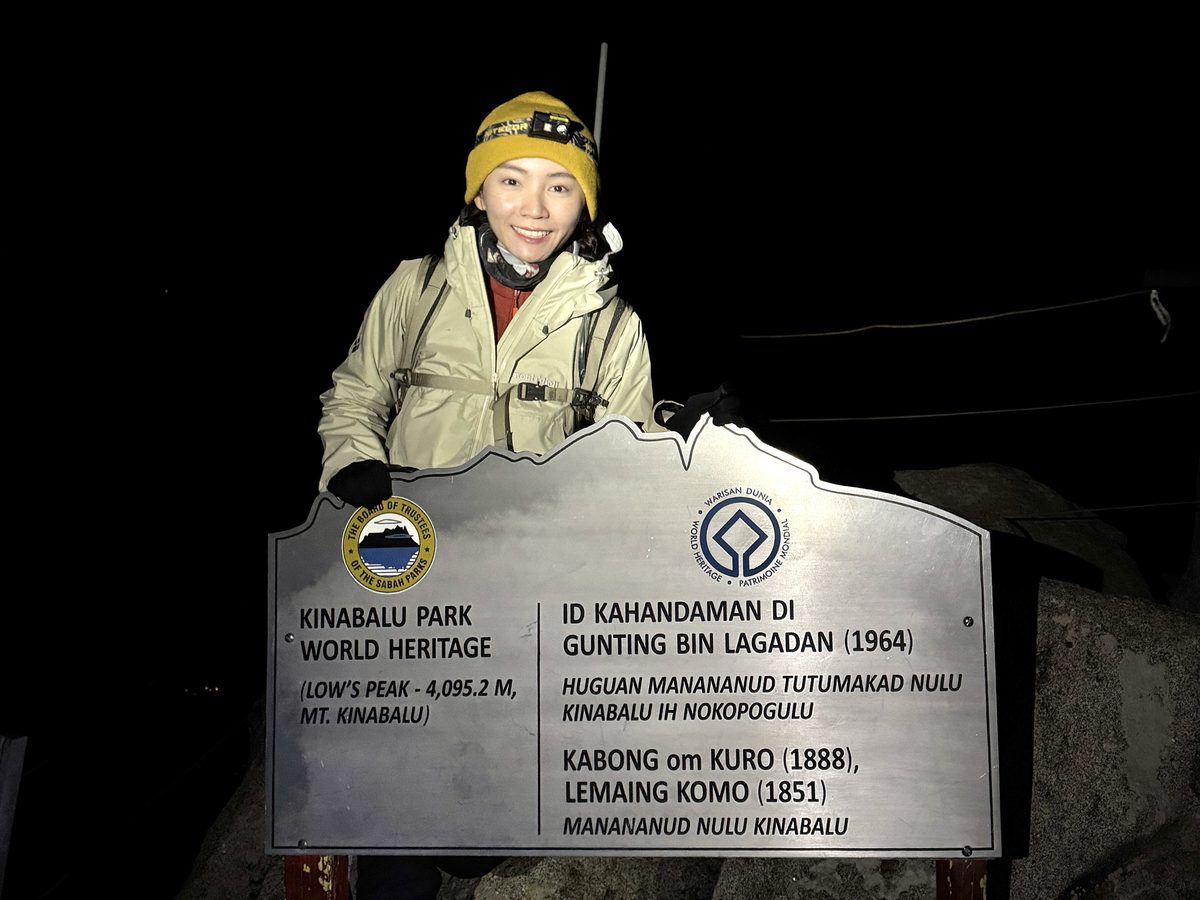 THE BOARD OF TRUSTEES
OF THE SABAH PARKS
WARISAN DUNIA
WORLD HERITAGE
PATRIMOINE MONDIAL
KINABALU PARK
WORLD HERITAGE
(LOW'S PEAK - 4,095.2 M,
MT. KINABALU)
ID KAHANDAMAN DI
GUNTING BIN LAGADAN (1964)
HUGUAN MANANANUD TUTUMAKAD NULU
KINABALU IH NOKOPOGULU
KABONG om KURO (1888),
LEMAING KOMO (1851)
MANANANUD NULU KINABALU